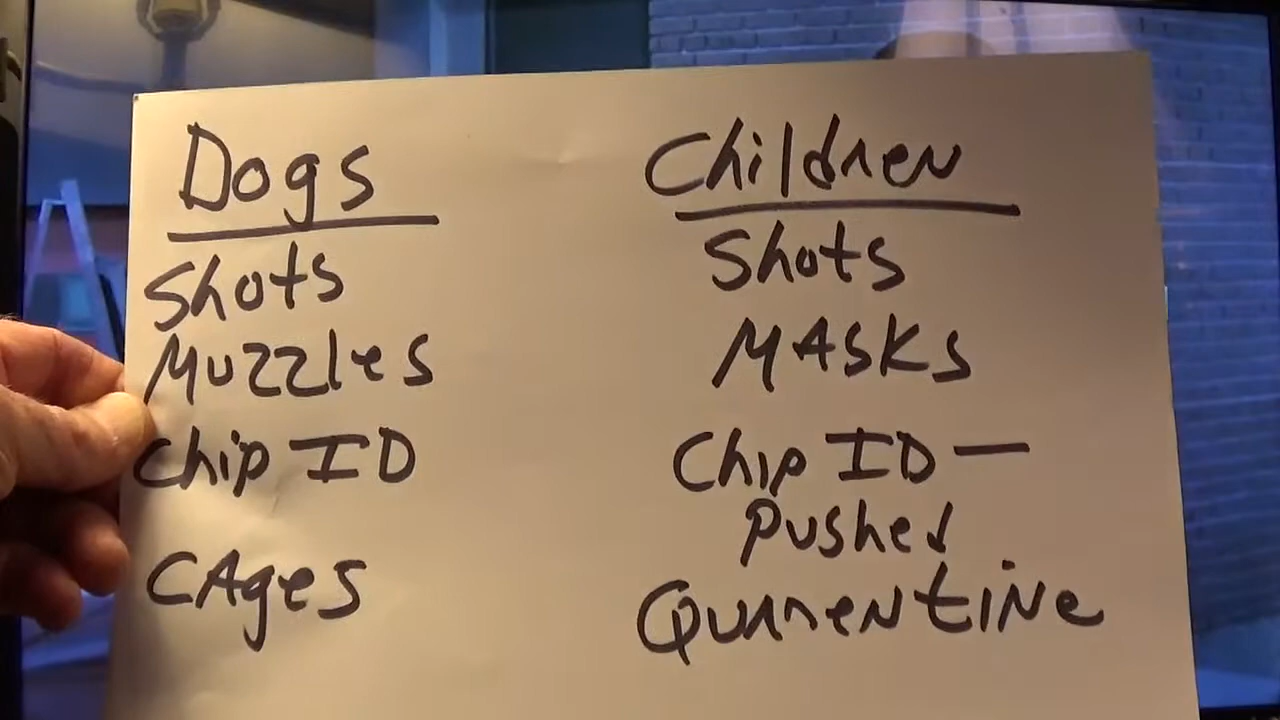 Dogs Children
Shots Shots
Muzzles MASKS
Chip ID Chip ID —
Pushed
CAges Quarentine